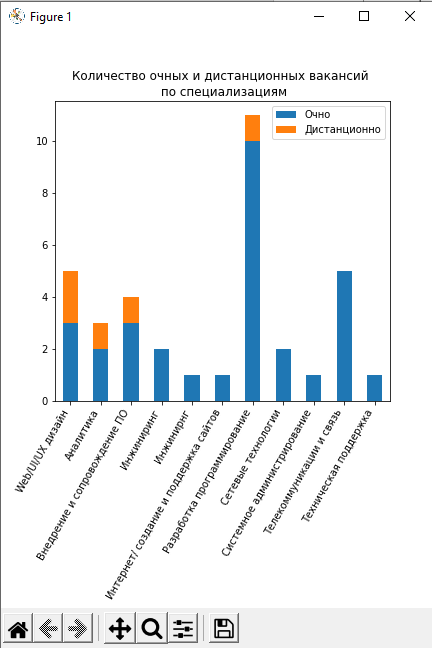 Figure 1
Количество очных и дистанционных вакансий
по специализациям
Очно
Дистанционно
10
8
6
4
2
0
Web/UI/UX дизайн
Аналитика
Внедрение и сопровождение ПО
Инжиниринг
Инжинирнг
Интернет/ создание и поддержка сайтов
Разработка программирование
Сетевые технологии
Системное администрирование
Телекоммуникации и связь
Техническая поддержка